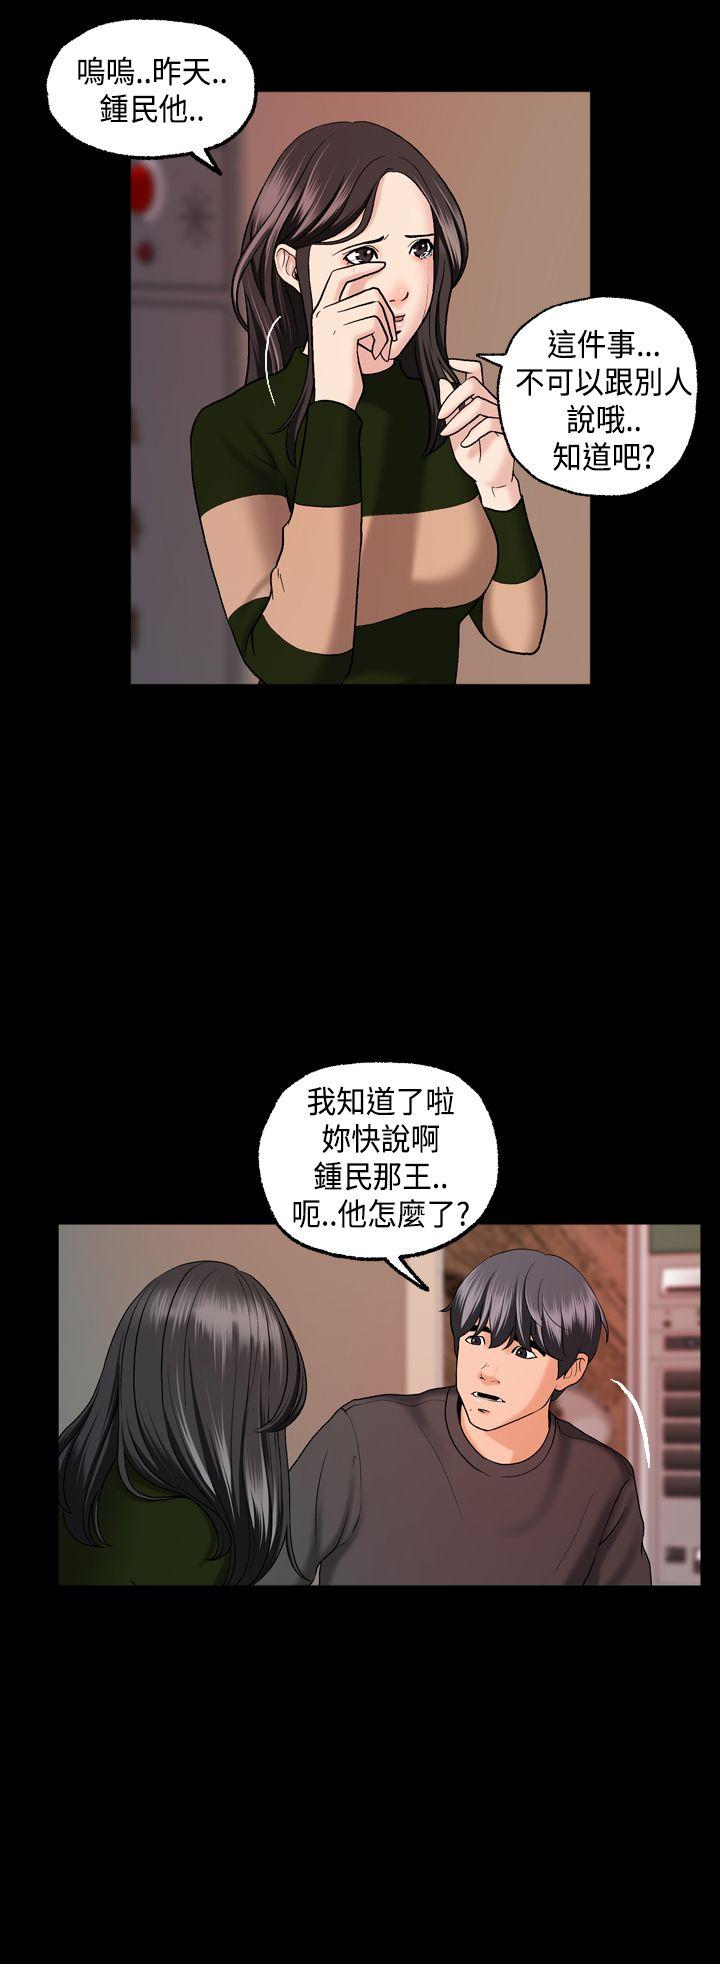 嗚嗚..昨天..
鍾民他..
這件事...
不可以跟別人
說哦..
知道吧?
我知道了啦
妳快說啊
鍾民那王..
呃..他怎麼了?